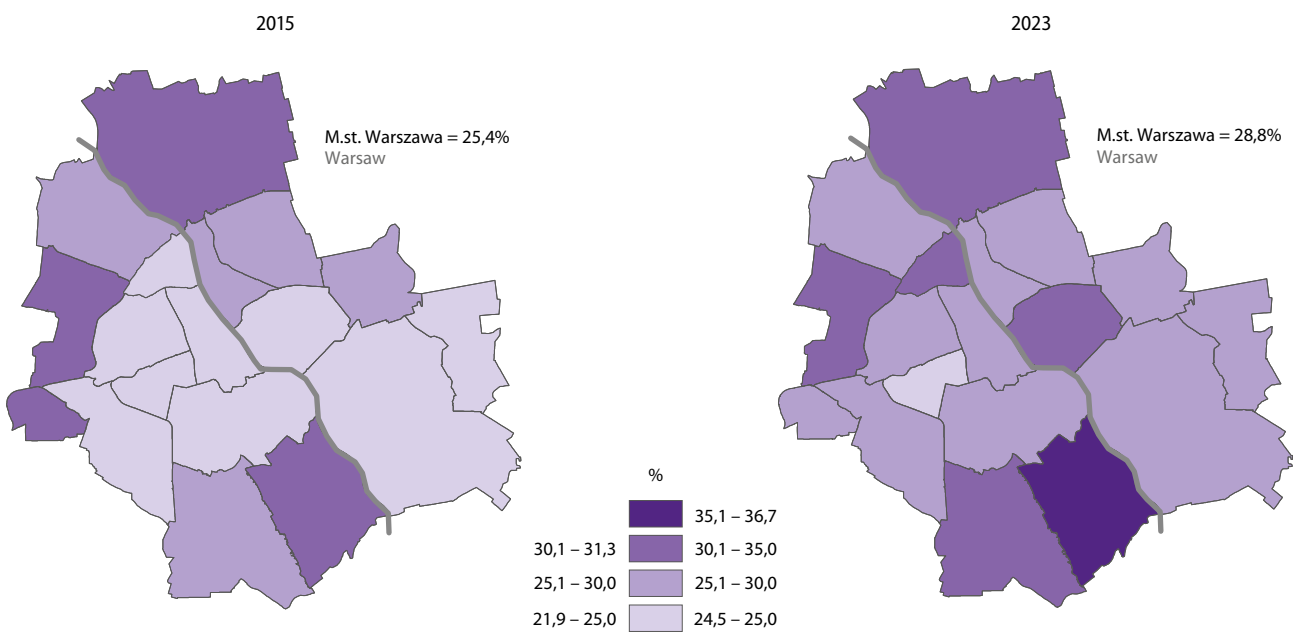 2015
2023
M.st. Warszawa = 25,4%
Warsaw
M.st. Warszawa = 28,8%
Warsaw
%
35,1 – 36,7
30,1 – 31,3 30,1 – 35,0
25,1 – 30,0 25,1 – 30,0
21,9 – 25,0 24,5 – 25,0